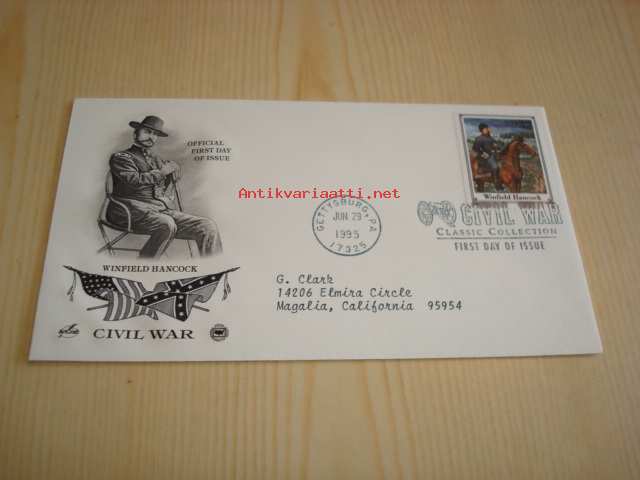 OFFICIAL
FIRST DAY
OF ISSUE
Antikvariaatti.net
Winfield Hancock
GETTYSBURG, PA
JUN 29
1995
17325
CIVIL WAR
CLASSIC COLLECTION
FIRST DAY OF ISSUE
WINFIELD HANCOCK
G. Clark
14206 Elmira Circle
Magalia, California 95954
CIVIL WAR